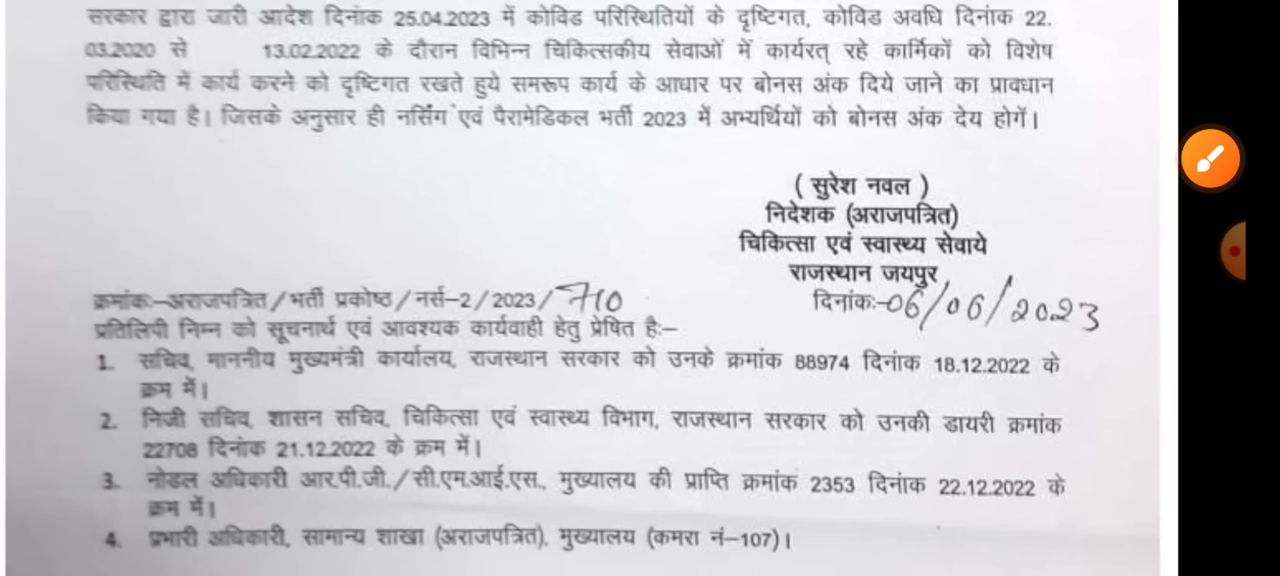 सरकार द्वारा जारी आदेश दिनांक 25.04.2023 में कोविड परिस्थितियों के दृष्टिगत, कोविड अवधि दिनांक 22.
03.2020 से 13.02.2022 के दौरान विभिन्न चिकित्सकीय सेवाओं में कार्यरत् रहे कार्मिकों को विशेष
परिस्थिति में कार्य करने को दृष्टिगत रखते हुये समरूप कार्य के आधार पर बोनस अंक दिये जाने का प्रावधान
किया गया है। जिसके अनुसार ही नर्सिंग एवं पैरामेडिकल भर्ती 2023 में अभ्यर्थियों को बोनस अंक देय होगें।
( सुरेश नवल )
निदेशक (अराजपत्रित)
चिकित्सा एवं स्वास्थ्य सेवाये
राजस्थान जयपुर
क्रमांकः–अराजपत्रित/भर्ती प्रकोष्ठ/नर्स–2/2023/710 दिनांकः–06/06/2023
प्रतिलिपी निम्न को सूचनार्थ एवं आवश्यक कार्यवाही हेतु प्रेषित हैः–
1. सचिव, माननीय मुख्यमंत्री कार्यालय, राजस्थान सरकार को उनके क्रमांक 88974 दिनांक 18.12.2022 के
क्रम में।
2. निजी सचिव, शासन सचिव, चिकित्सा एवं स्वास्थ्य विभाग, राजस्थान सरकार को उनकी डायरी क्रमांक
22708 दिनांक 21.12.2022 के क्रम में।
3. नोडल अधिकारी आर.पी.जी./सी.एम.आई.एस., मुख्यालय की प्राप्ति क्रमांक 2353 दिनांक 22.12.2022 के
क्रम में।
4. प्रभारी अधिकारी, सामान्य शाखा (अराजपत्रित), मुख्यालय (कमरा नं–107)।